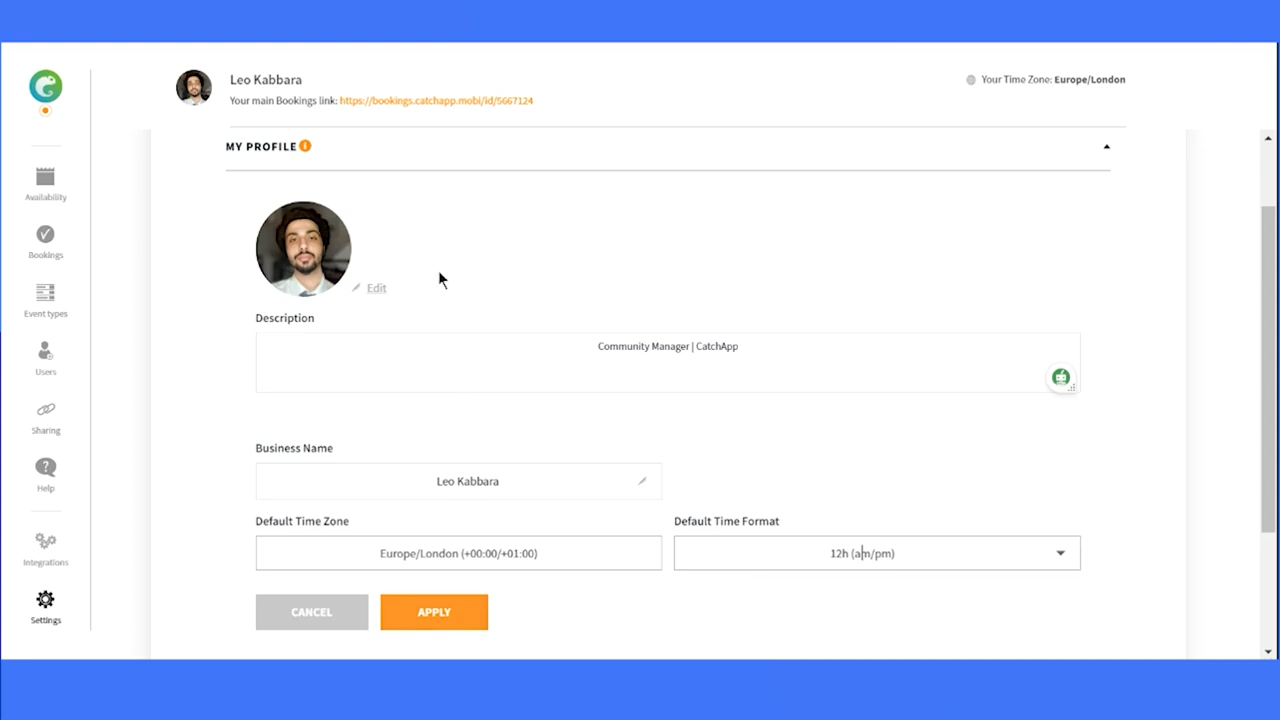 Leo Kabbara
Your main Bookings link: https://bookings.catchapp.mobi/id/5667124
Your Time Zone: Europe/London
Availability
Bookings
Event types
Users
Sharing
Help
Integrations
Settings
MY PROFILE
Edit
Description
Community Manager | CatchApp
Business Name
Leo Kabbara
Default Time Zone
Default Time Format
Europe/London (+00:00/+01:00)
12h (am/pm)
CANCEL
APPLY